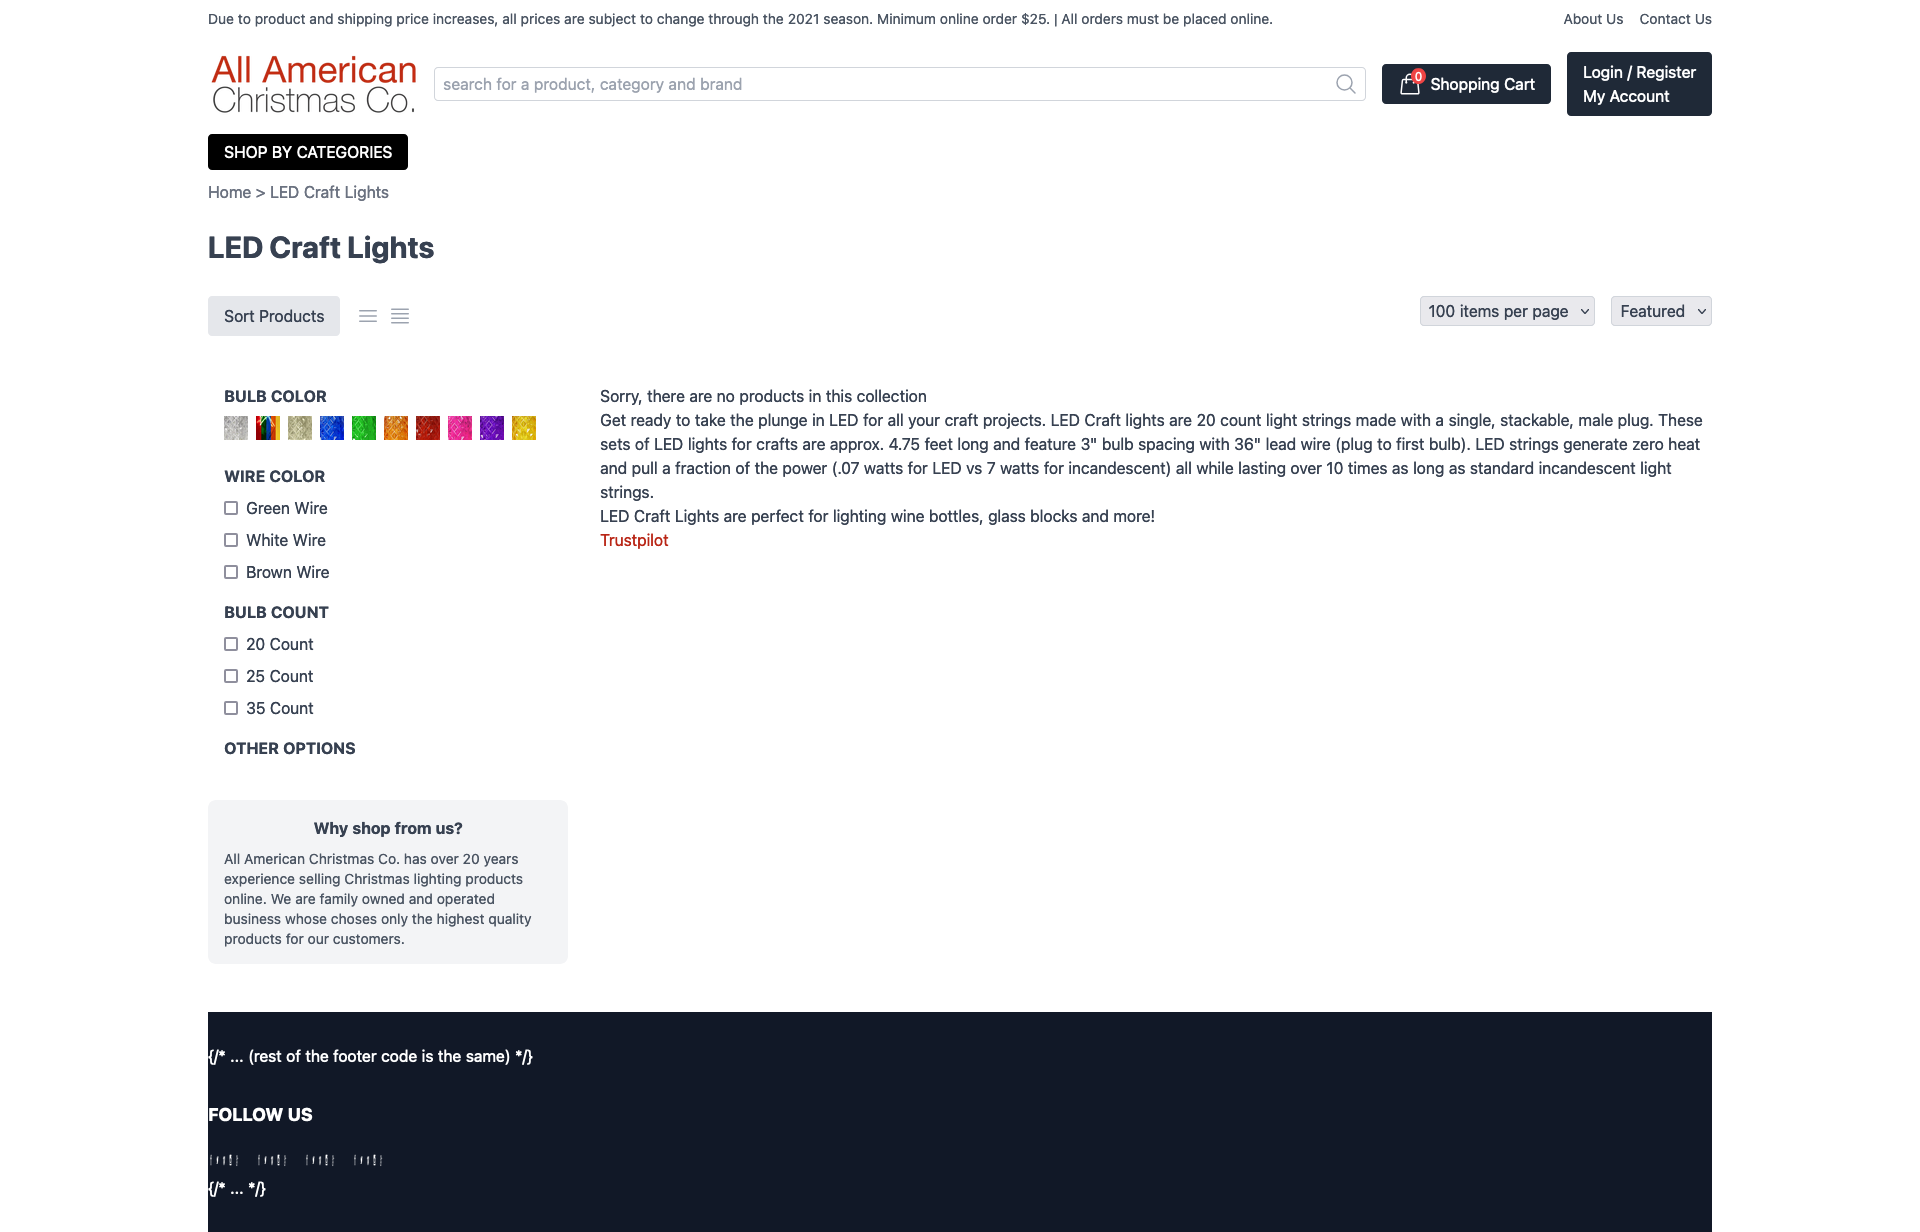 Due to product and shipping price increases, all prices are subject to change through the 2021 season. Minimum online order $25. | All orders must be placed online.
About Us
Contact Us
All American
Christmas Co.
search for a product, category and brand
0
Shopping Cart
Login / Register
My Account
SHOP BY CATEGORIES
Home > LED Craft Lights
LED Craft Lights
Sort Products
100 items per page
Featured
BULB COLOR
WIRE COLOR
Green Wire
White Wire
Brown Wire
BULB COUNT
20 Count
25 Count
35 Count
OTHER OPTIONS
Sorry, there are no products in this collection
Get ready to take the plunge in LED for all your craft projects. LED Craft lights are 20 count light strings made with a single, stackable, male plug. These
sets of LED lights for crafts are approx. 4.75 feet long and feature 3" bulb spacing with 36" lead wire (plug to first bulb). LED strings generate zero heat
and pull a fraction of the power (.07 watts for LED vs 7 watts for incandescent) all while lasting over 10 times as long as standard incandescent light
strings.
LED Craft Lights are perfect for lighting wine bottles, glass blocks and more!
Trustpilot
Why shop from us?
All American Christmas Co. has over 20 years
experience selling Christmas lighting products
online. We are family owned and operated
business whose choses only the highest quality
products for our customers.
{/* ... (rest of the footer code is the same) */}
FOLLOW US
{/* ... */}